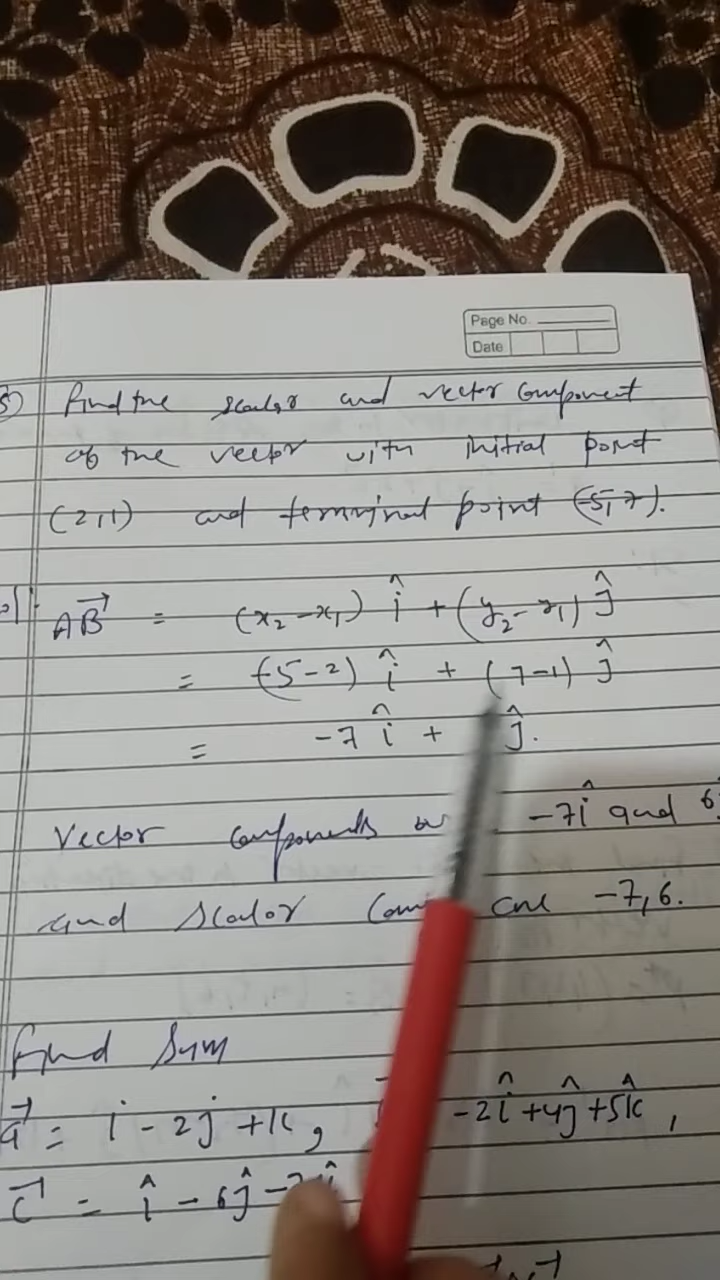 Page No.
Date
5) Find the scalar and vector component
of the vector with initial point
(2,1) and terminal point (-5,7).
AB = (x₂-x₁) î + (y₂-y₁) ĵ
= (-5-2) î + (7-1) ĵ
= -7 î + ĵ.
Vector components -7î and 6
and scalar are -7,6.
Find Sum
a = i - 2j + k, -2î+4ĵ+5k̂,
c = î - 6ĵ -